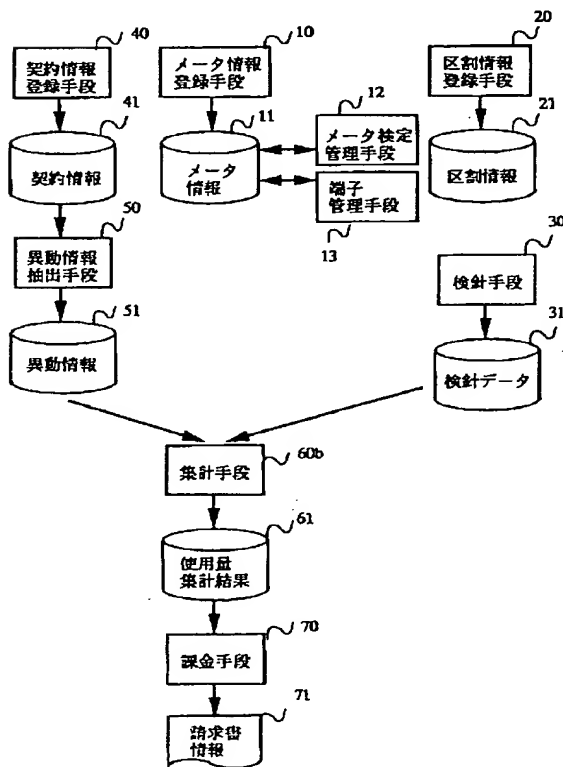 40
契約情報
登録手段
10
メータ情報
登録手段
20
区割情報
登録手段
41
契約情報
11
メータ
情報
12
メータ検定
管理手段
端子
管理手段
13
21
区割情報
50
異動情報
抽出手段
30
検針手段
51
異動情報
31
検針データ
集計手段
60b
61
使用量
集計結果
70
課金手段
71
請求書
情報